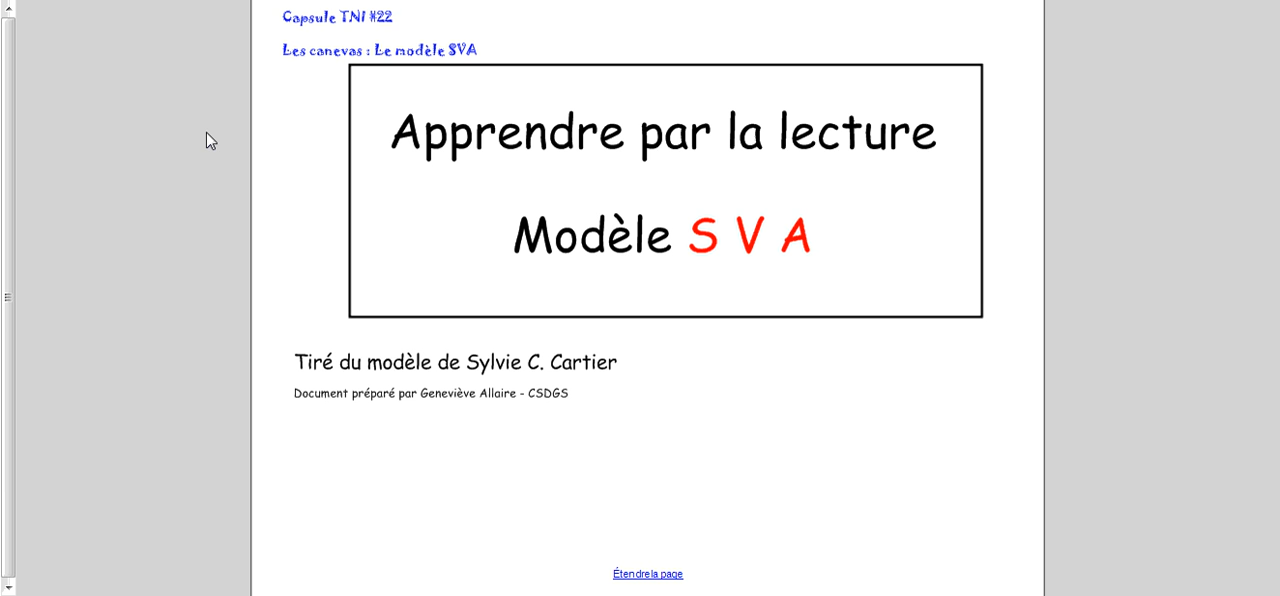 Capsule TNI #22
Les canevas : Le modèle SVA
Apprendre par la lecture
Modèle S V A
Tiré du modèle de Sylvie C. Cartier
Document préparé par Geneviève Allaire - CSDGS
Étendre la page